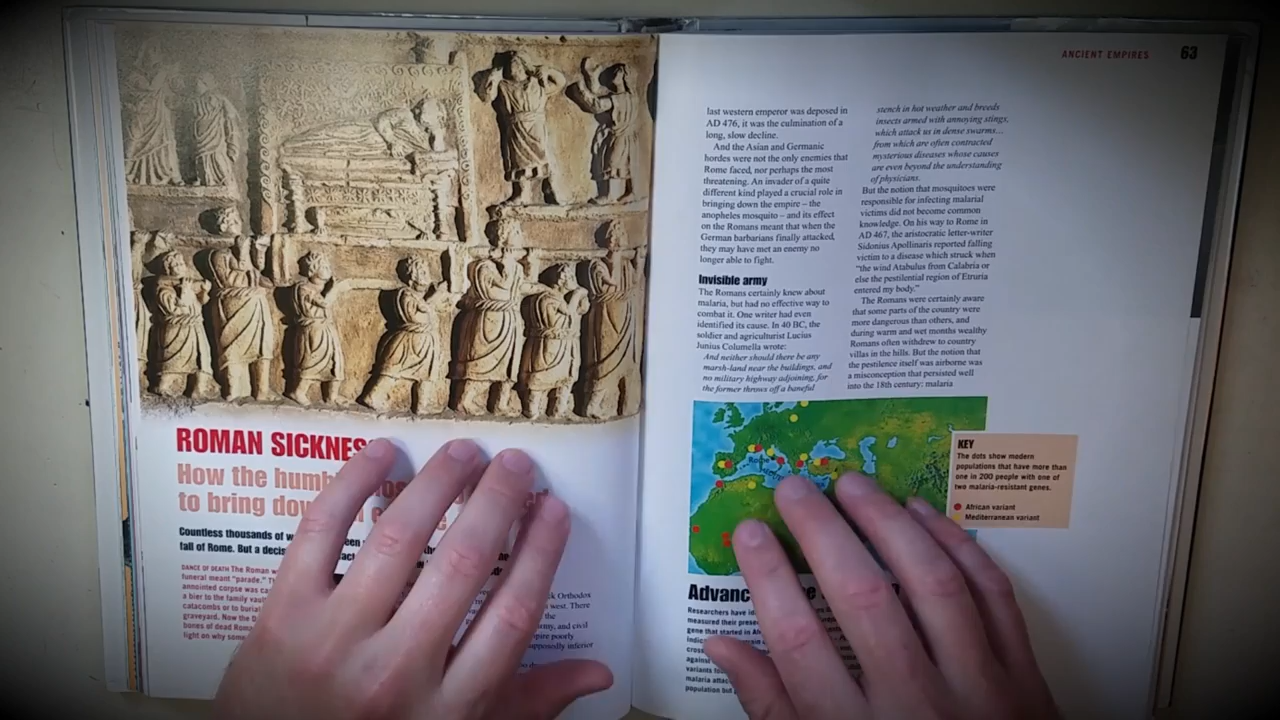 ROMAN SICKNES
How the humb
to bring dow
Countless thousands of w
fall of Rome. But a decis
DANCE OF DEATH The Roman w
funeral meant "parade." T
annointed corpse was ca
a bier to the family vau
catacombs or to burial
graveyard. Now the
bones of dead Roma
light on why some
k Orthodox
west. There
the
army, and civil
pire poorly
supposedly inferior
ANCIENT EMPIRES 63
last western emperor was deposed in
AD 476, it was the culmination of a
long, slow decline.
And the Asian and Germanic
hordes were not the only enemies that
Rome faced, nor perhaps the most
threatening. An invader of a quite
different kind played a crucial role in
bringing down the empire – the
anopheles mosquito – and its effect
on the Romans meant that when the
German barbarians finally attacked,
they may have met an enemy no
longer able to fight.
Invisible army
The Romans certainly knew about
malaria, but had no effective way to
combat it. One writer had even
identified its cause. In 40 BC, the
soldier and agriculturist Lucius
Junius Columella wrote:
And neither should there be any
marsh-land near the buildings, and
no military highway adjoining, for
the former throws off a baneful
stench in hot weather and breeds
insects armed with annoying stings,
which attack us in dense swarms...
from which are often contracted
mysterious diseases whose causes
are even beyond the understanding
of physicians.
But the notion that mosquitoes were
responsible for infecting malarial
victims did not become common
knowledge. On his way to Rome in
AD 467, the aristocratic letter-writer
Sidonius Apollinaris reported falling
victim to a disease which struck when
"the wind Atabulus from Calabria or
else the pestilential region of Etruria
entered my body."
The Romans were certainly aware
that some parts of the country were
more dangerous than others, and
during warm and wet months wealthy
Romans often withdrew to country
villas in the hills. But the notion that
the pestilence itself was airborne was
a misconception that persisted well
into the 18th century: malaria
Rome
KEY
The dots show modern
populations that have more than
one in 200 people with one of
two malaria-resistant genes.
African variant
Mediterranean variant
Advanc
Researchers have id
measured their prese
gene that started in Af
indic
cross
against
variants
malaria attac
population but